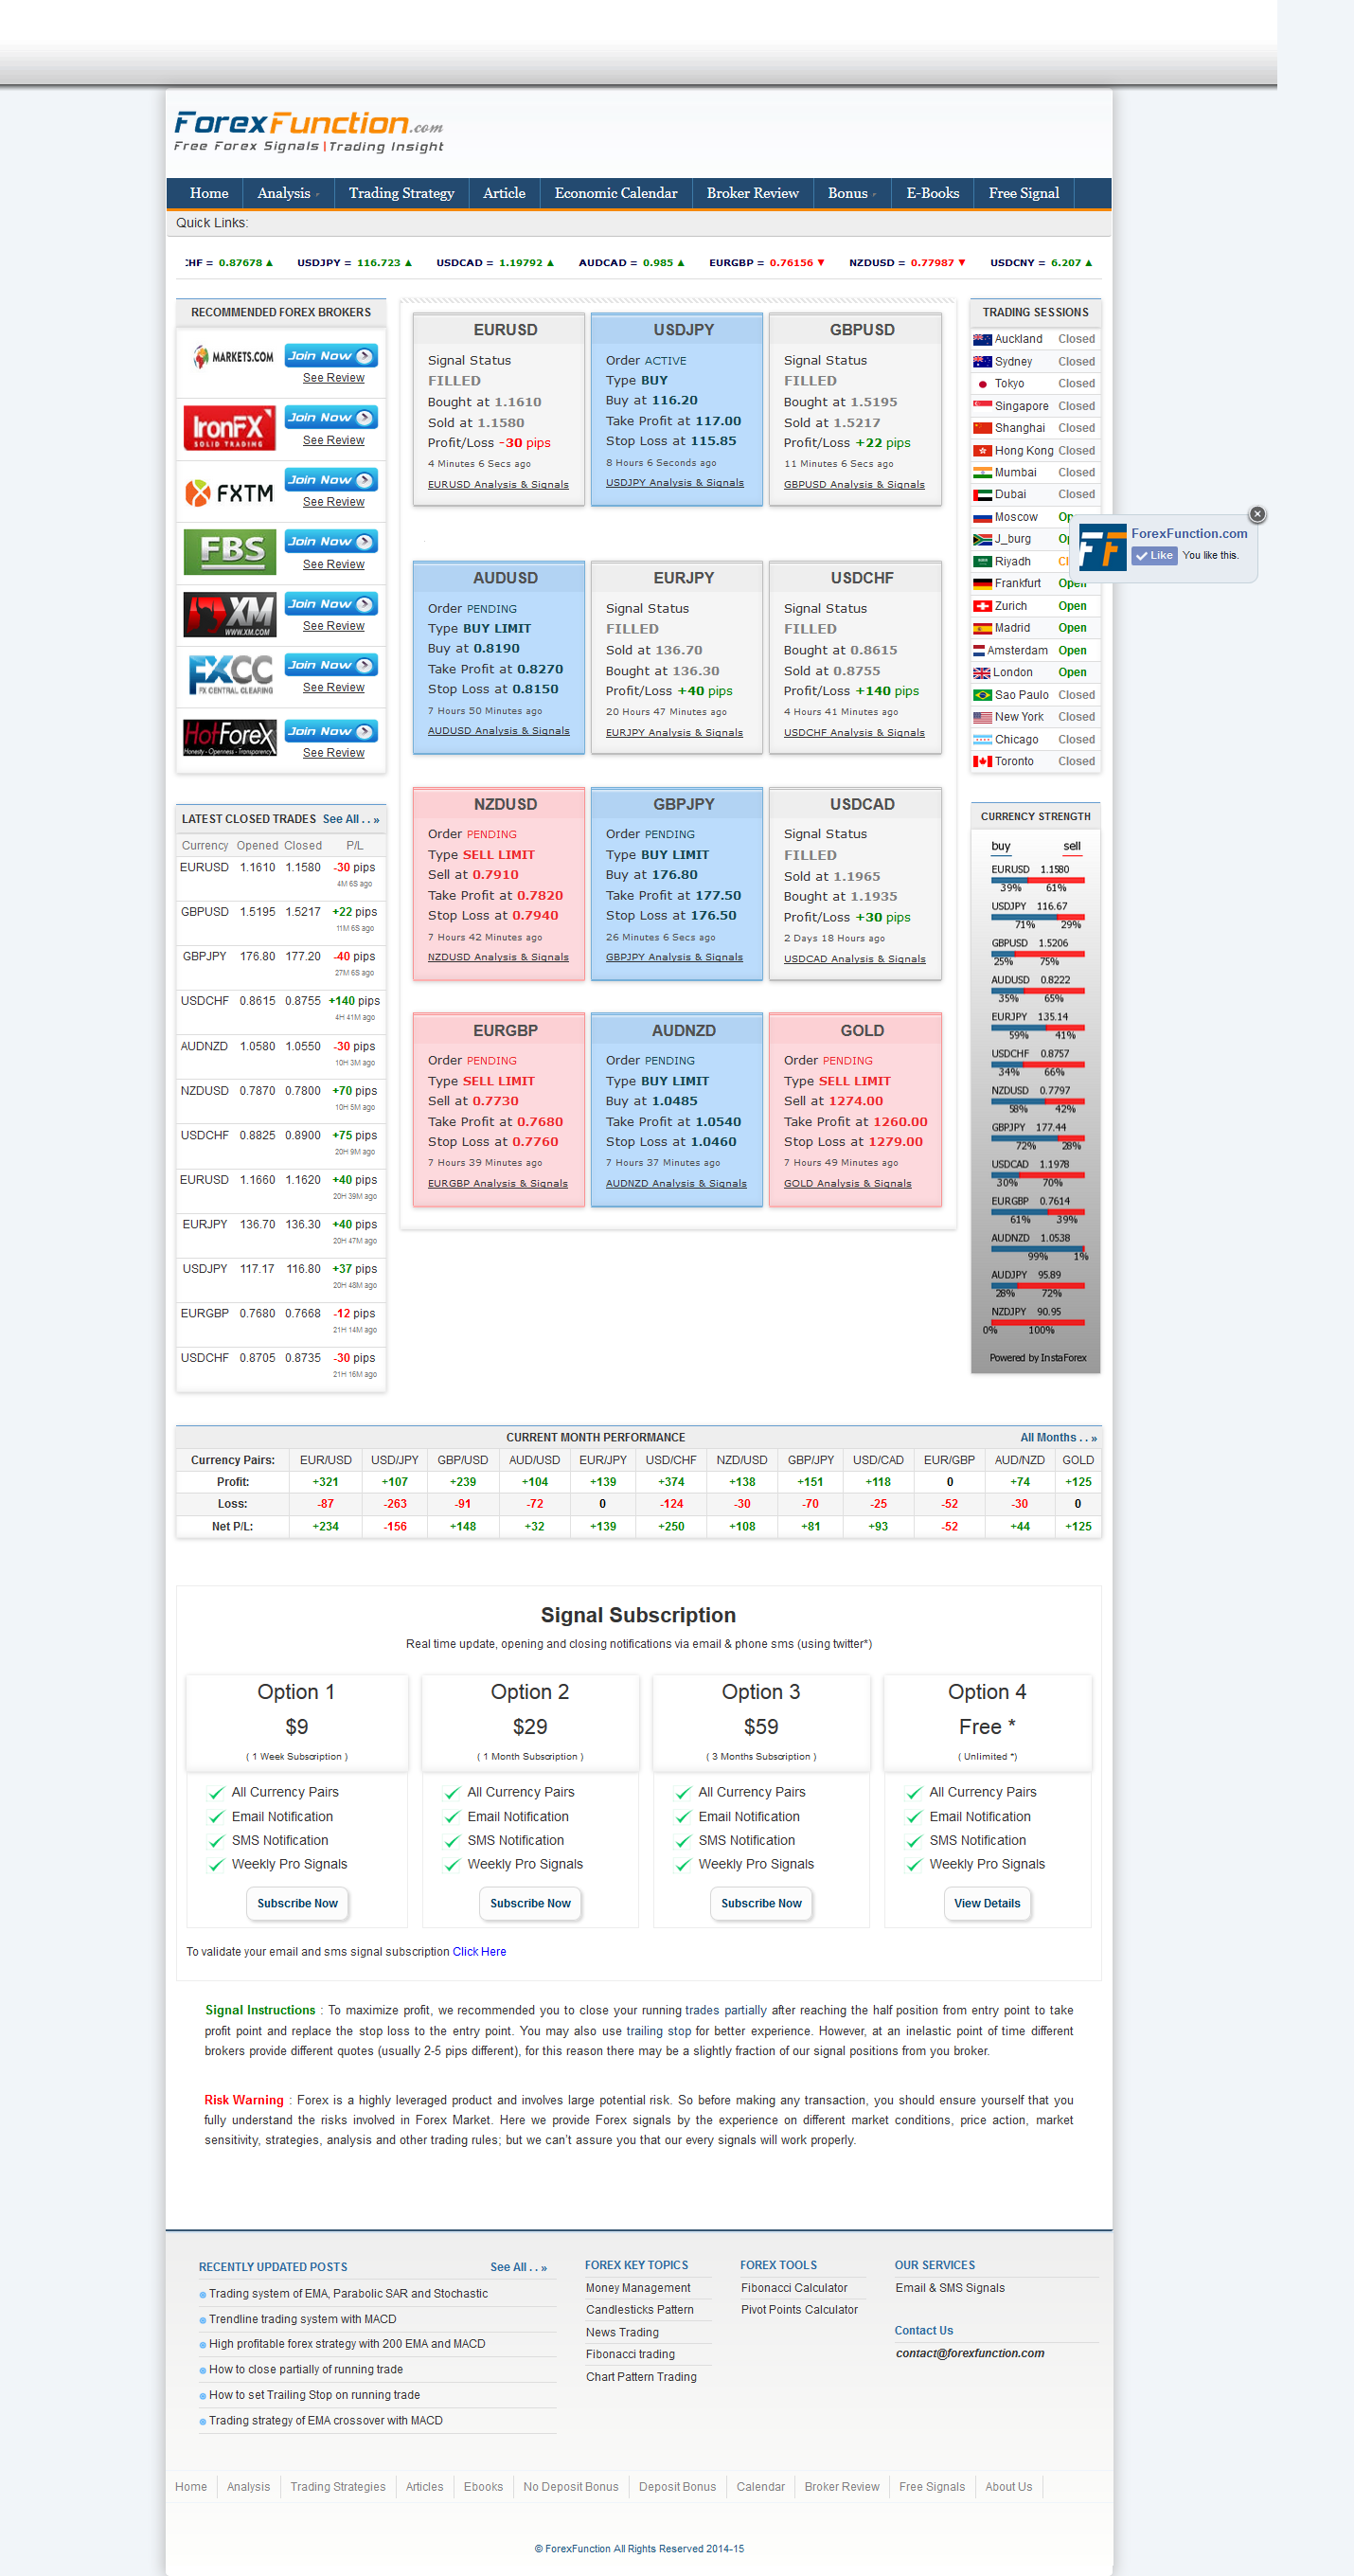 ForexFunction.com
Free Forex Signals | Trading Insight
Home Analysis Trading Strategy Article Economic Calendar Broker Review Bonus E-Books Free Signal
Quick Links:
CHF = 0.87678 ▲ USDJPY = 116.723 ▲ USDCAD = 1.19792 ▲ AUDCAD = 0.985 ▲ EURGBP = 0.76156 ▼ NZDUSD = 0.77987 ▼ USDCNY = 6.207 ▲
RECOMMENDED FOREX BROKERS
MARKETS.COM Join Now
See Review
IronFX Join Now
SOLID TRADING
See Review
FXTM Join Now
See Review
FBS Join Now
See Review
XM Join Now
WWW.XM.COM
See Review
FXCC Join Now
FX CENTRAL CLEARING
See Review
HotForex Join Now
Honesty - Openness - Transparency
See Review
LATEST CLOSED TRADES See All . . »
Currency Opened Closed P/L
EURUSD 1.1610 1.1580 -30 pips
4M 6S ago
GBPUSD 1.5195 1.5217 +22 pips
11M 6S ago
GBPJPY 176.80 177.20 -40 pips
27M 6S ago
USDCHF 0.8615 0.8755 +140 pips
4H 41M ago
AUDNZD 1.0580 1.0550 -30 pips
10H 3M ago
NZDUSD 0.7870 0.7800 +70 pips
10H 5M ago
USDCHF 0.8825 0.8900 +75 pips
20H 9M ago
EURUSD 1.1660 1.1620 +40 pips
20H 39M ago
EURJPY 136.70 136.30 +40 pips
20H 47M ago
USDJPY 117.17 116.80 +37 pips
20H 48M ago
EURGBP 0.7680 0.7668 -12 pips
21H 14M ago
USDCHF 0.8705 0.8735 -30 pips
21H 16M ago
EURUSD
Signal Status
FILLED
Bought at 1.1610
Sold at 1.1580
Profit/Loss -30 pips
4 Minutes 6 Secs ago
EURUSD Analysis & Signals
USDJPY
Order ACTIVE
Type BUY
Buy at 116.20
Take Profit at 117.00
Stop Loss at 115.85
8 Hours 6 Seconds ago
USDJPY Analysis & Signals
GBPUSD
Signal Status
FILLED
Bought at 1.5195
Sold at 1.5217
Profit/Loss +22 pips
11 Minutes 6 Secs ago
GBPUSD Analysis & Signals
AUDUSD
Order PENDING
Type BUY LIMIT
Buy at 0.8190
Take Profit at 0.8270
Stop Loss at 0.8150
7 Hours 50 Minutes ago
AUDUSD Analysis & Signals
EURJPY
Signal Status
FILLED
Sold at 136.70
Bought at 136.30
Profit/Loss +40 pips
20 Hours 47 Minutes ago
EURJPY Analysis & Signals
USDCHF
Signal Status
FILLED
Bought at 0.8615
Sold at 0.8755
Profit/Loss +140 pips
4 Hours 41 Minutes ago
USDCHF Analysis & Signals
NZDUSD
Order PENDING
Type SELL LIMIT
Sell at 0.7910
Take Profit at 0.7820
Stop Loss at 0.7940
7 Hours 42 Minutes ago
NZDUSD Analysis & Signals
GBPJPY
Order PENDING
Type BUY LIMIT
Buy at 176.80
Take Profit at 177.50
Stop Loss at 176.50
26 Minutes 6 Secs ago
GBPJPY Analysis & Signals
USDCAD
Signal Status
FILLED
Sold at 1.1965
Bought at 1.1935
Profit/Loss +30 pips
2 Days 18 Hours ago
USDCAD Analysis & Signals
EURGBP
Order PENDING
Type SELL LIMIT
Sell at 0.7730
Take Profit at 0.7680
Stop Loss at 0.7760
7 Hours 39 Minutes ago
EURGBP Analysis & Signals
AUDNZD
Order PENDING
Type BUY LIMIT
Buy at 1.0485
Take Profit at 1.0540
Stop Loss at 1.0460
7 Hours 37 Minutes ago
AUDNZD Analysis & Signals
GOLD
Order PENDING
Type SELL LIMIT
Sell at 1274.00
Take Profit at 1260.00
Stop Loss at 1279.00
7 Hours 49 Minutes ago
GOLD Analysis & Signals
TRADING SESSIONS
Auckland Closed
Sydney Closed
Tokyo Closed
Singapore Closed
Shanghai Closed
Hong Kong Closed
Mumbai Closed
Dubai Closed
Moscow
J_burg
Riyadh
Frankfurt Open
Zurich Open
Madrid Open
Amsterdam Open
London Open
Sao Paulo Closed
New York Closed
Chicago Closed
Toronto Closed
FF
ForexFunction.com
Like You like this.
CURRENCY STRENGTH
buy sell
EURUSD 1.1580
39% 61%
USDJPY 116.67
71% 29%
GBPUSD 1.5206
25% 75%
AUDUSD 0.8222
35% 65%
EURJPY 135.14
59% 41%
USDCHF 0.8757
34% 66%
NZDUSD 0.7797
58% 42%
GBPJPY 177.44
72% 28%
USDCAD 1.1978
30% 70%
EURGBP 0.7614
61% 39%
AUDNZD 1.0538
99% 1%
AUDJPY 95.89
28% 72%
NZDJPY 90.95
0% 100%
Powered by InstaForex
CURRENT MONTH PERFORMANCE All Months . . »
Currency Pairs: EUR/USD USD/JPY GBP/USD AUD/USD EUR/JPY USD/CHF NZD/USD GBP/JPY USD/CAD EUR/GBP AUD/NZD GOLD
Profit: +321 +107 +239 +104 +139 +374 +138 +151 +118 0 +74 +125
Loss: -87 -263 -91 -72 0 -124 -30 -70 -25 -52 -30 0
Net P/L: +234 -156 +148 +32 +139 +250 +108 +81 +93 -52 +44 +125
Signal Subscription
Real time update, opening and closing notifications via email & phone sms (using twitter*)
Option 1
$9
( 1 Week Subscription )
All Currency Pairs
Email Notification
SMS Notification
Weekly Pro Signals
Subscribe Now
Option 2
$29
( 1 Month Subscription )
All Currency Pairs
Email Notification
SMS Notification
Weekly Pro Signals
Subscribe Now
Option 3
$59
( 3 Months Subscription )
All Currency Pairs
Email Notification
SMS Notification
Weekly Pro Signals
Subscribe Now
Option 4
Free *
( Unlimited *)
All Currency Pairs
Email Notification
SMS Notification
Weekly Pro Signals
View Details
To validate your email and sms signal subscription Click Here
Signal Instructions : To maximize profit, we recommended you to close your running trades partially after reaching the half position from entry point to take
profit point and replace the stop loss to the entry point. You may also use trailing stop for better experience. However, at an inelastic point of time different
brokers provide different quotes (usually 2-5 pips different), for this reason there may be a slightly fraction of our signal positions from you broker.
Risk Warning : Forex is a highly leveraged product and involves large potential risk. So before making any transaction, you should ensure yourself that you
fully understand the risks involved in Forex Market. Here we provide Forex signals by the experience on different market conditions, price action, market
sensitivity, strategies, analysis and other trading rules; but we can't assure you that our every signals will work properly.
RECENTLY UPDATED POSTS See All . . »
Trading system of EMA, Parabolic SAR and Stochastic
Trendline trading system with MACD
High profitable forex strategy with 200 EMA and MACD
How to close partially of running trade
How to set Trailing Stop on running trade
Trading strategy of EMA crossover with MACD
FOREX KEY TOPICS
Money Management
Candlesticks Pattern
News Trading
Fibonacci trading
Chart Pattern Trading
FOREX TOOLS
Fibonacci Calculator
Pivot Points Calculator
OUR SERVICES
Email & SMS Signals
Contact Us
contact@forexfunction.com
Home Analysis Trading Strategies Articles Ebooks No Deposit Bonus Deposit Bonus Calendar Broker Review Free Signals About Us
© ForexFunction All Rights Reserved 2014-15